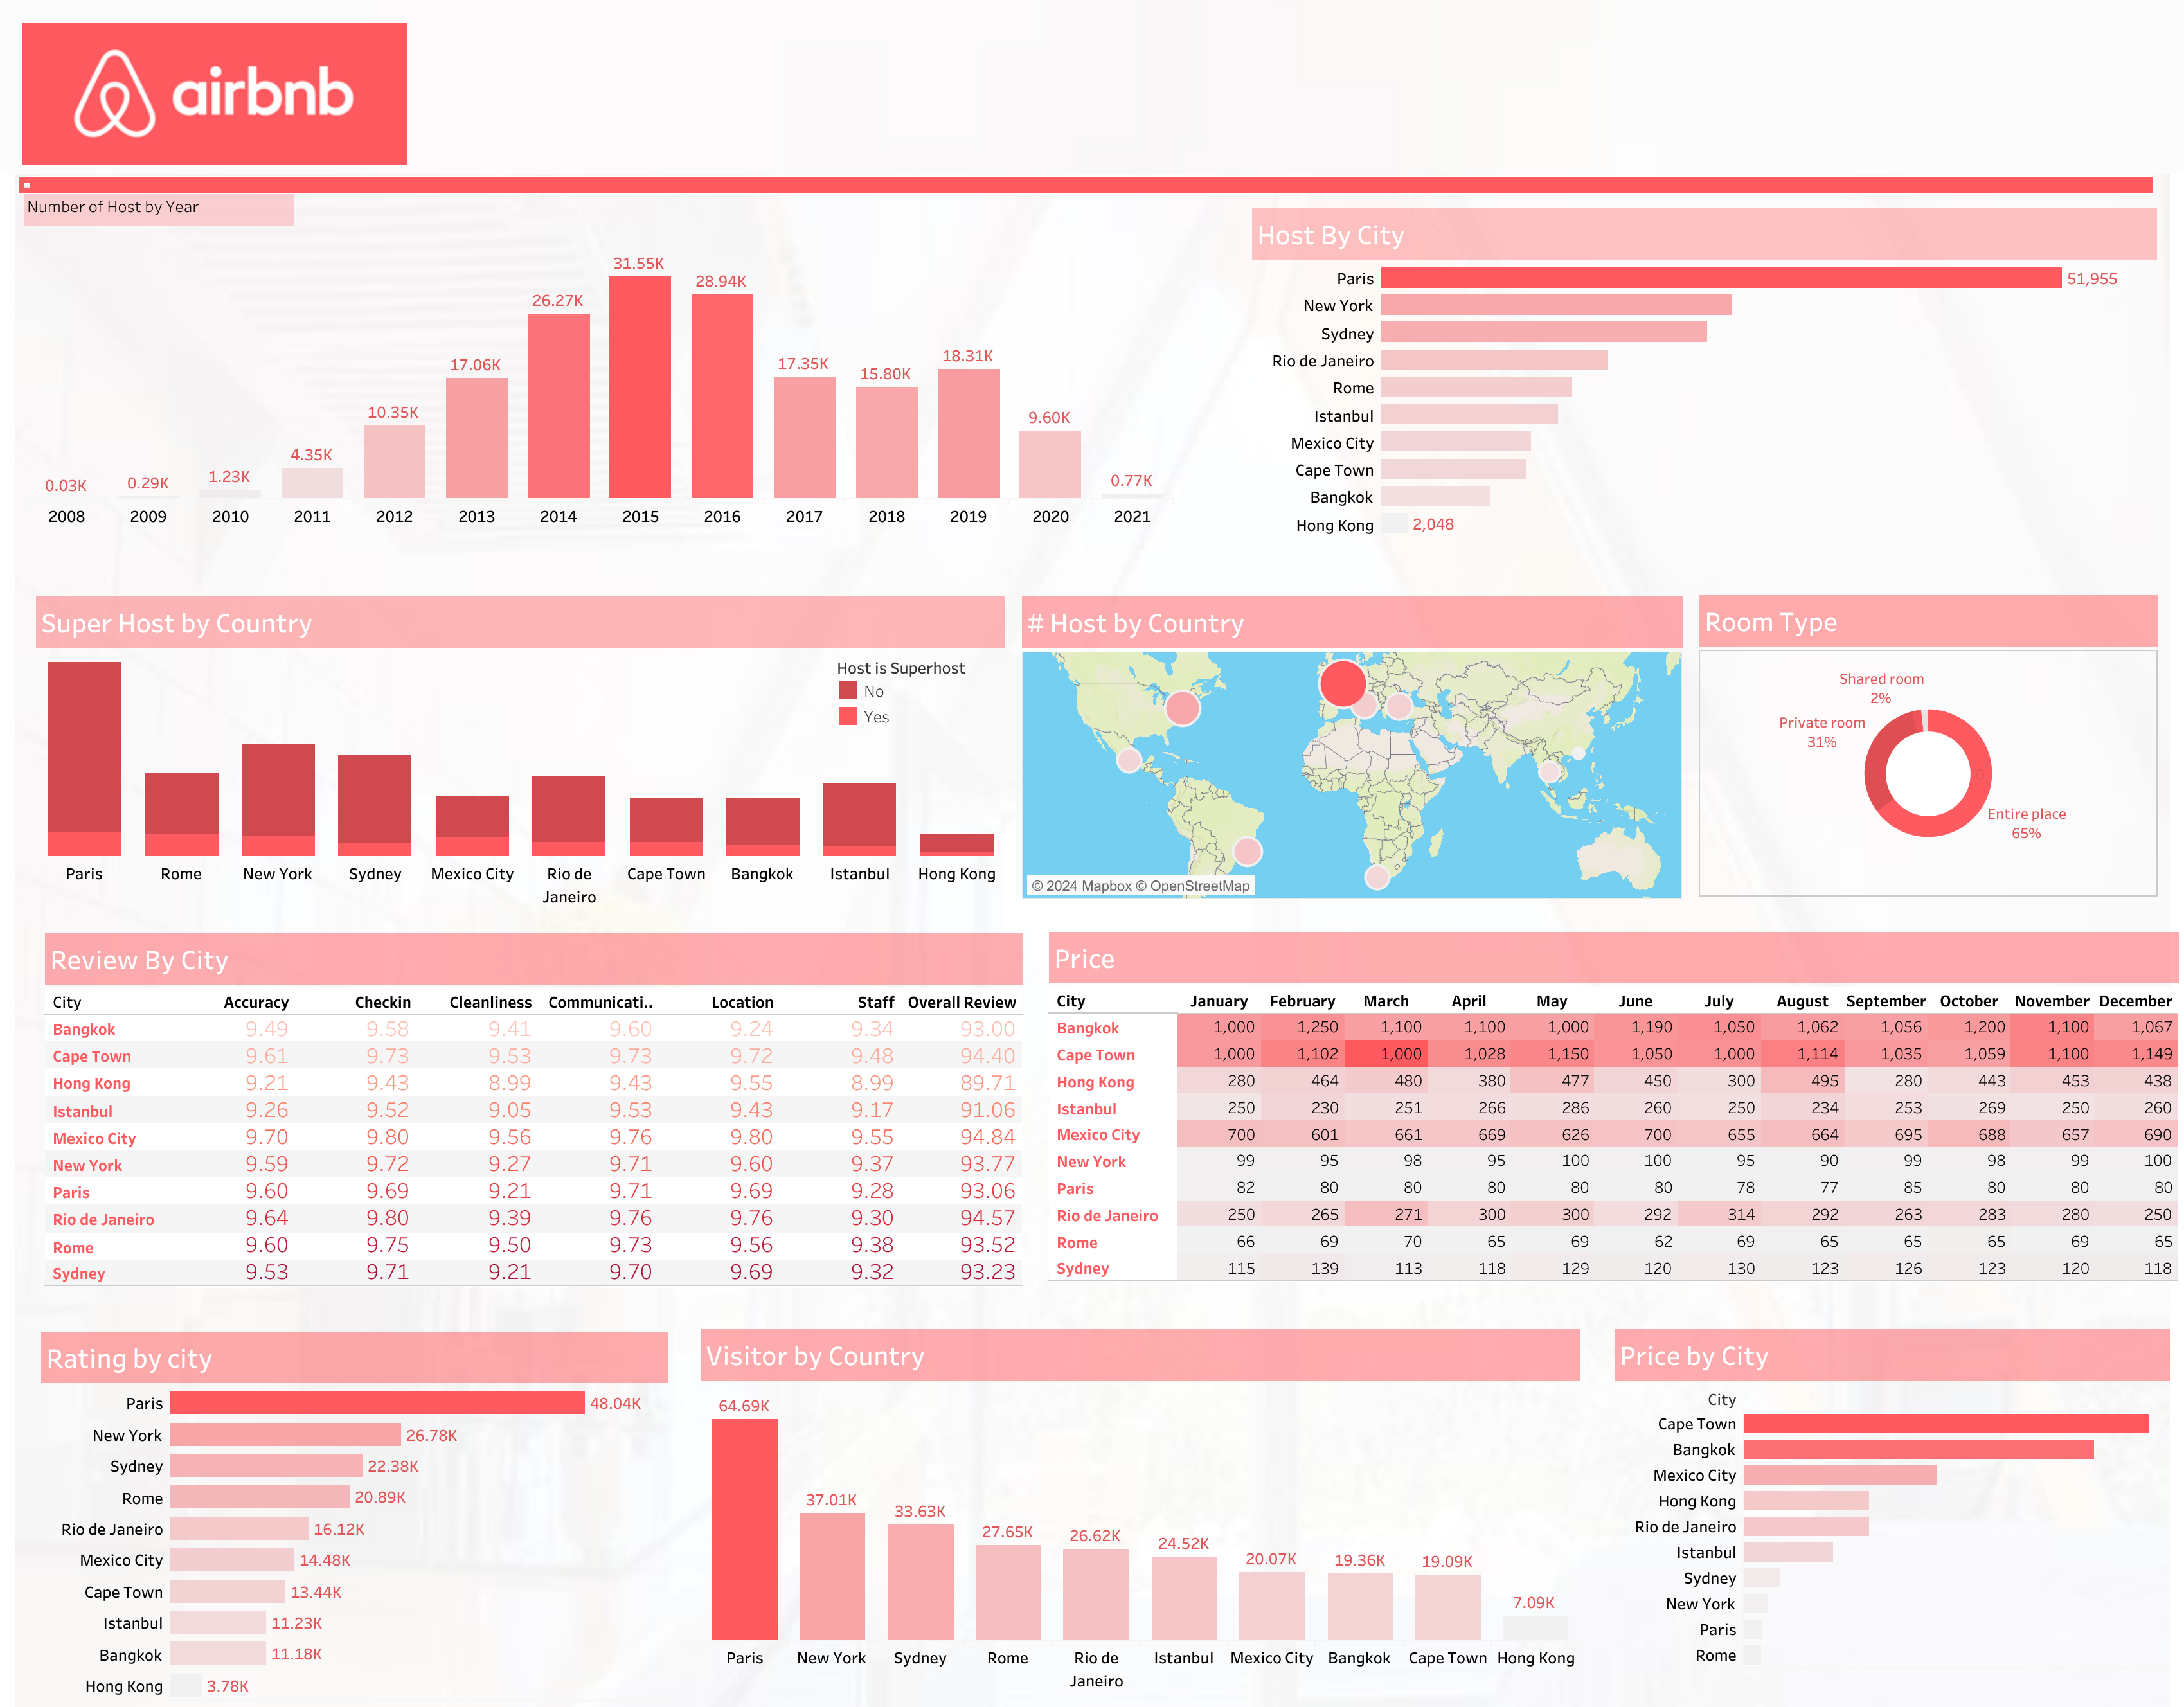 airbnb
Number of Host by Year
31.55K
28.94K
26.27K
18.31K
17.35K
17.06K
15.80K
10.35K
9.60K
4.35K
1.23K
0.77K
0.29K
0.03K
2008 2009 2010 2011 2012 2013 2014 2015 2016 2017 2018 2019 2020 2021
Host By City
Paris 51,955
New York
Sydney
Rio de Janeiro
Rome
Istanbul
Mexico City
Cape Town
Bangkok
Hong Kong 2,048
Super Host by Country
Host is Superhost
No
Yes
Paris Rome New York Sydney Mexico City Rio de Cape Town Bangkok Istanbul Hong Kong
Janeiro
# Host by Country
© 2024 Mapbox © OpenStreetMap
Room Type
Shared room
2%
Private room
31%
0
Entire place
65%
Review By City
City Accuracy Checkin Cleanliness Communicati.. Location Staff Overall Review
Bangkok 9.49 9.58 9.41 9.60 9.24 9.34 93.00
Cape Town 9.61 9.73 9.53 9.73 9.72 9.48 94.40
Hong Kong 9.21 9.43 8.99 9.43 9.55 8.99 89.71
Istanbul 9.26 9.52 9.05 9.53 9.43 9.17 91.06
Mexico City 9.70 9.80 9.56 9.76 9.80 9.55 94.84
New York 9.59 9.72 9.27 9.71 9.60 9.37 93.77
Paris 9.60 9.69 9.21 9.71 9.69 9.28 93.06
Rio de Janeiro 9.64 9.80 9.39 9.76 9.76 9.30 94.57
Rome 9.60 9.75 9.50 9.73 9.56 9.38 93.52
Sydney 9.53 9.71 9.21 9.70 9.69 9.32 93.23
Price
City January February March April May June July August September October November December
Bangkok 1,000 1,250 1,100 1,100 1,000 1,190 1,050 1,062 1,056 1,200 1,100 1,067
Cape Town 1,000 1,102 1,000 1,028 1,150 1,050 1,000 1,114 1,035 1,059 1,100 1,149
Hong Kong 280 464 480 380 477 450 300 495 280 443 453 438
Istanbul 250 230 251 266 286 260 250 234 253 269 250 260
Mexico City 700 601 661 669 626 700 655 664 695 688 657 690
New York 99 95 98 95 100 100 95 90 99 98 99 100
Paris 82 80 80 80 80 80 78 77 85 80 80 80
Rio de Janeiro 250 265 271 300 300 292 314 292 263 283 280 250
Rome 66 69 70 65 69 62 69 65 65 65 69 65
Sydney 115 139 113 118 129 120 130 123 126 123 120 118
Rating by city
Paris 48.04K
New York 26.78K
Sydney 22.38K
Rome 20.89K
Rio de Janeiro 16.12K
Mexico City 14.48K
Cape Town 13.44K
Istanbul 11.23K
Bangkok 11.18K
Hong Kong 3.78K
Visitor by Country
64.69K
37.01K
33.63K
27.65K
26.62K
24.52K
20.07K
19.36K
19.09K
7.09K
Paris New York Sydney Rome Rio de Istanbul Mexico City Bangkok Cape Town Hong Kong
Janeiro
Price by City
City
Cape Town
Bangkok
Mexico City
Hong Kong
Rio de Janeiro
Istanbul
Sydney
New York
Paris
Rome